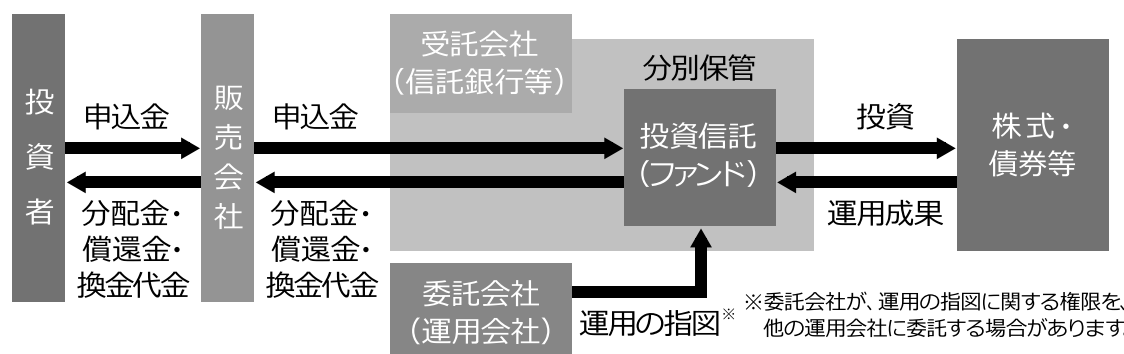 投資者
申込金
分配金・
償還金・
換金代金
販売会社
申込金
分配金・
償還金・
換金代金
受託会社
（信託銀行等）
分別保管
投資信託
（ファンド）
委託会社
（運用会社）
運用の指図※
投資
運用成果
株式・
債券等
※委託会社が、運用の指図に関する権限を、
他の運用会社に委託する場合があります。